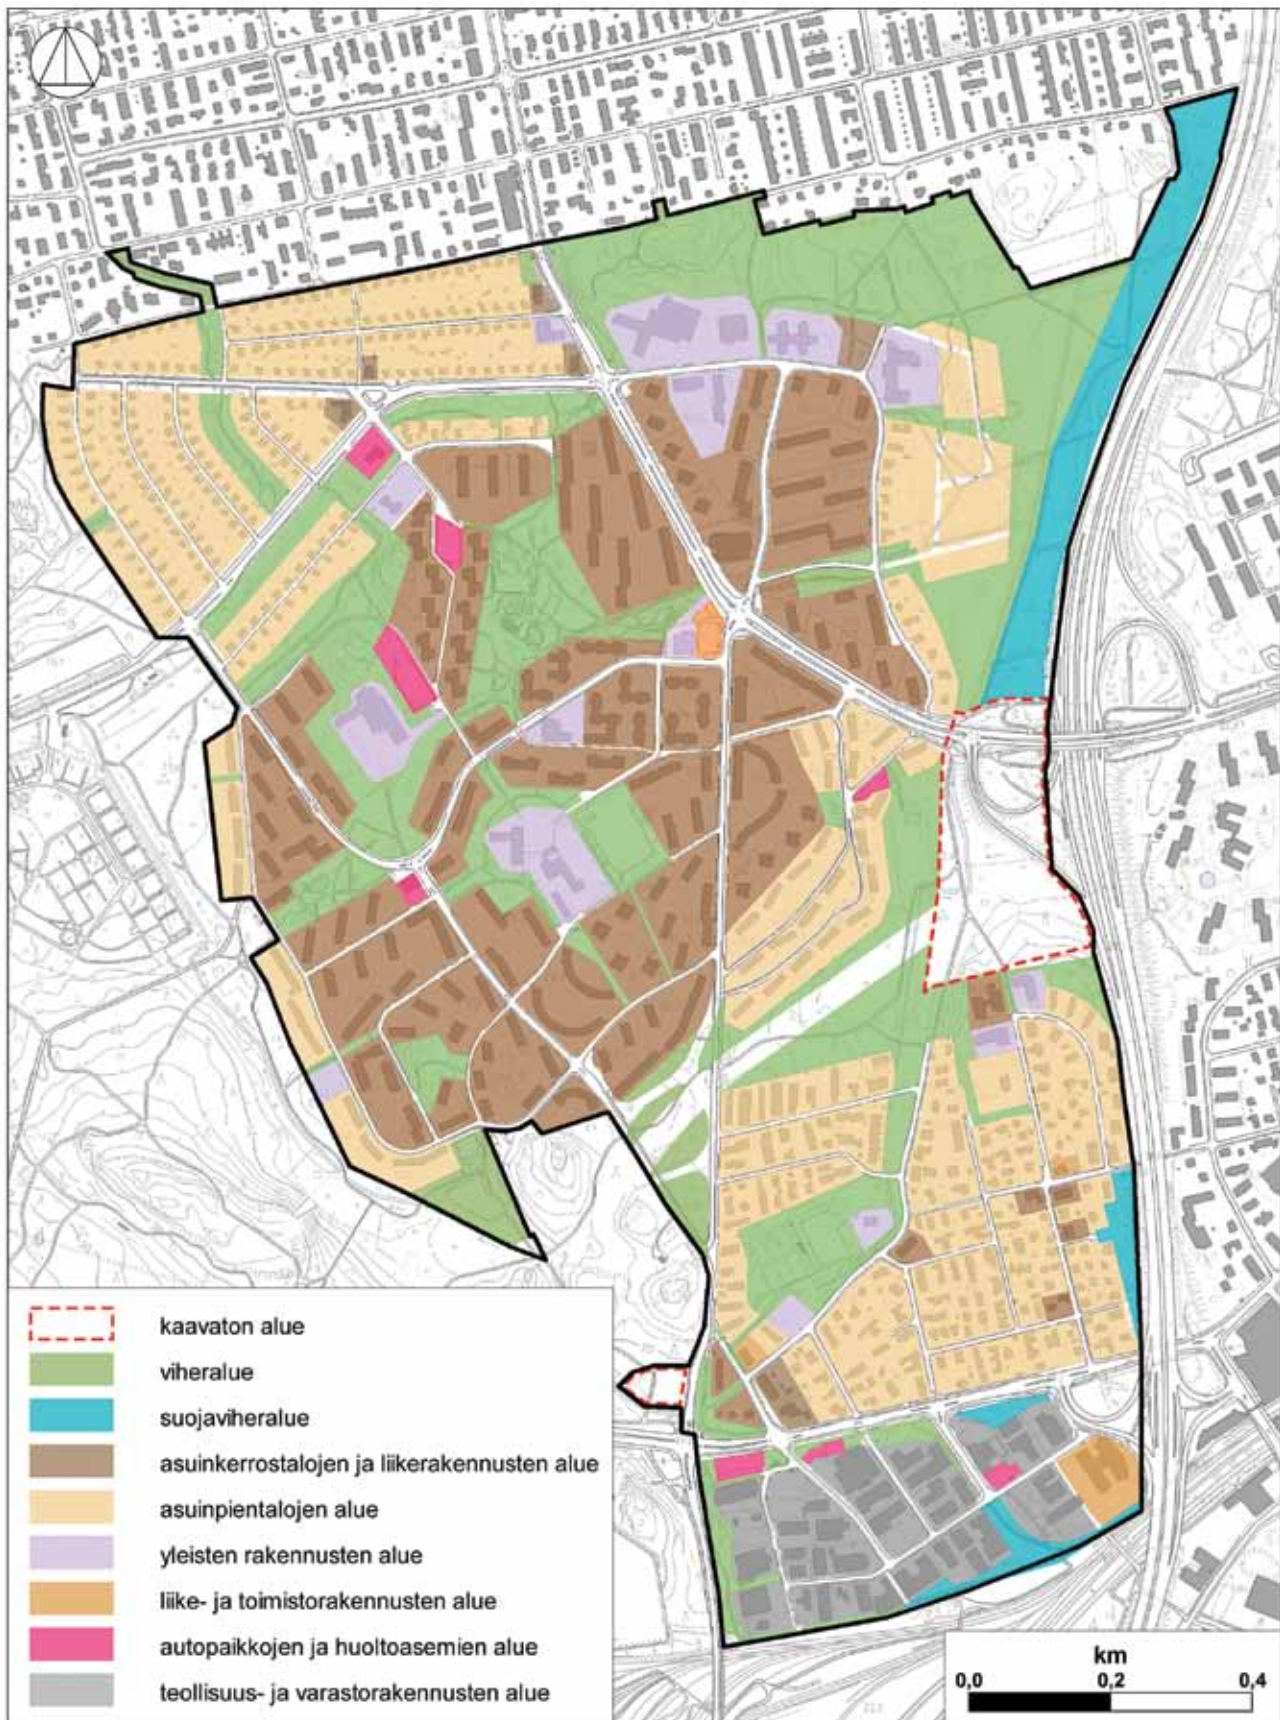 kaavaton alue
viheralue
suojaviheralue
asuinkerrostalojen ja liikerakennusten alue
asuinpientalojen alue
yleisten rakennusten alue
liike- ja toimistorakennusten alue
autopaikkojen ja huoltoasemien alue
teollisuus- ja varastorakennusten alue
km
0,0 0,2 0,4